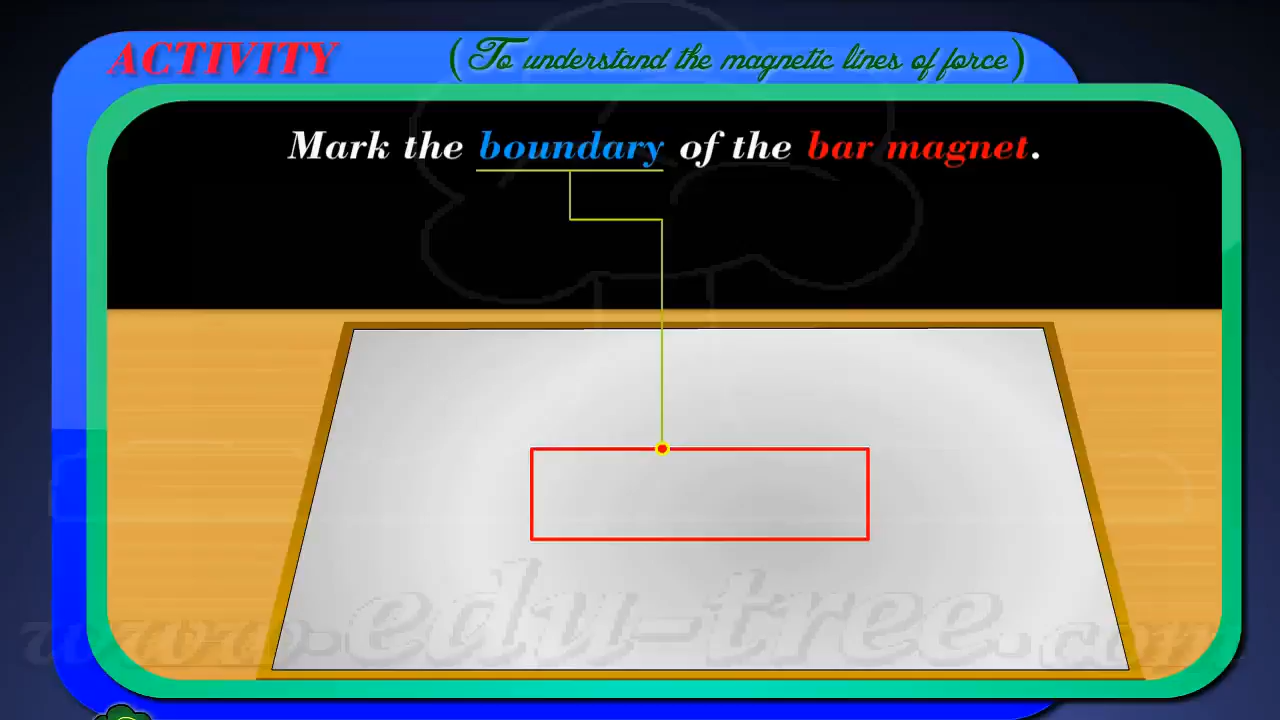 ACTIVITY
(To understand the magnetic lines of force)
Mark the boundary of the bar magnet.
www.edu-tree.com